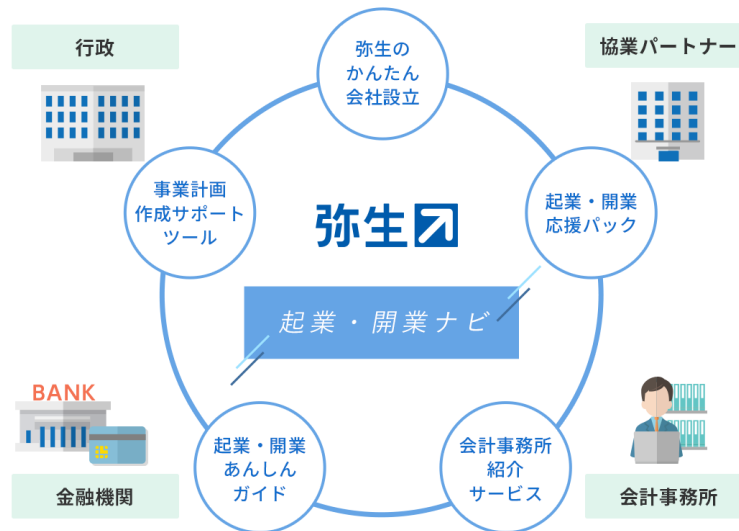 行政
弥生の
かんたん
会社設立
協業パートナー
事業計画
作成サポート
ツール
起業・開業
応援パック
弥生
起業・開業ナビ
BANK
起業・開業
あんしん
ガイド
会計事務所
紹介
サービス
金融機関
会計事務所